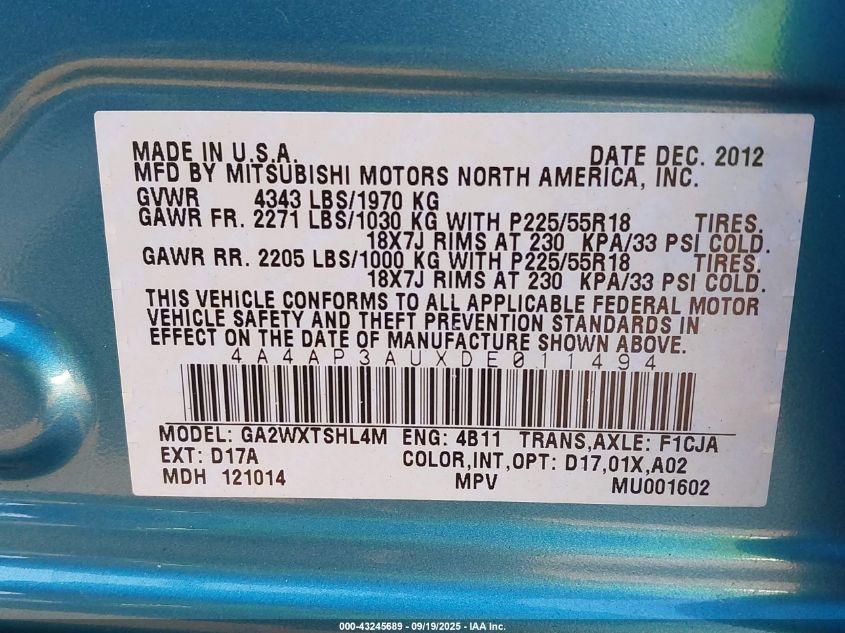 MADE IN U.S.A. DATE DEC. 2012
MFD BY MITSUBISHI MOTORS NORTH AMERICA, INC.
GVWR 4343 LBS/1970 KG
GAWR FR. 2271 LBS/1030 KG WITH P225/55R18 TIRES.
18X7J RIMS AT 230 KPA/33 PSI COLD.
GAWR RR. 2205 LBS/1000 KG WITH P225/55R18 TIRES.
18X7J RIMS AT 230 KPA/33 PSI COLD.
THIS VEHICLE CONFORMS TO ALL APPLICABLE FEDERAL MOTOR
VEHICLE SAFETY AND THEFT PREVENTION STANDARDS IN
EFFECT ON THE DATE OF MANUFACTURE SHOWN ABOVE.
4A4AP3AUXDE011494
MODEL: GA2WXTSHL4M ENG: 4B11 TRANS,AXLE: F1CJA
EXT: D17A COLOR,INT,OPT: D17,01X,A02
MDH 121014 MPV MU001602
000-43245689 - 09/19/2025 - IAA Inc.